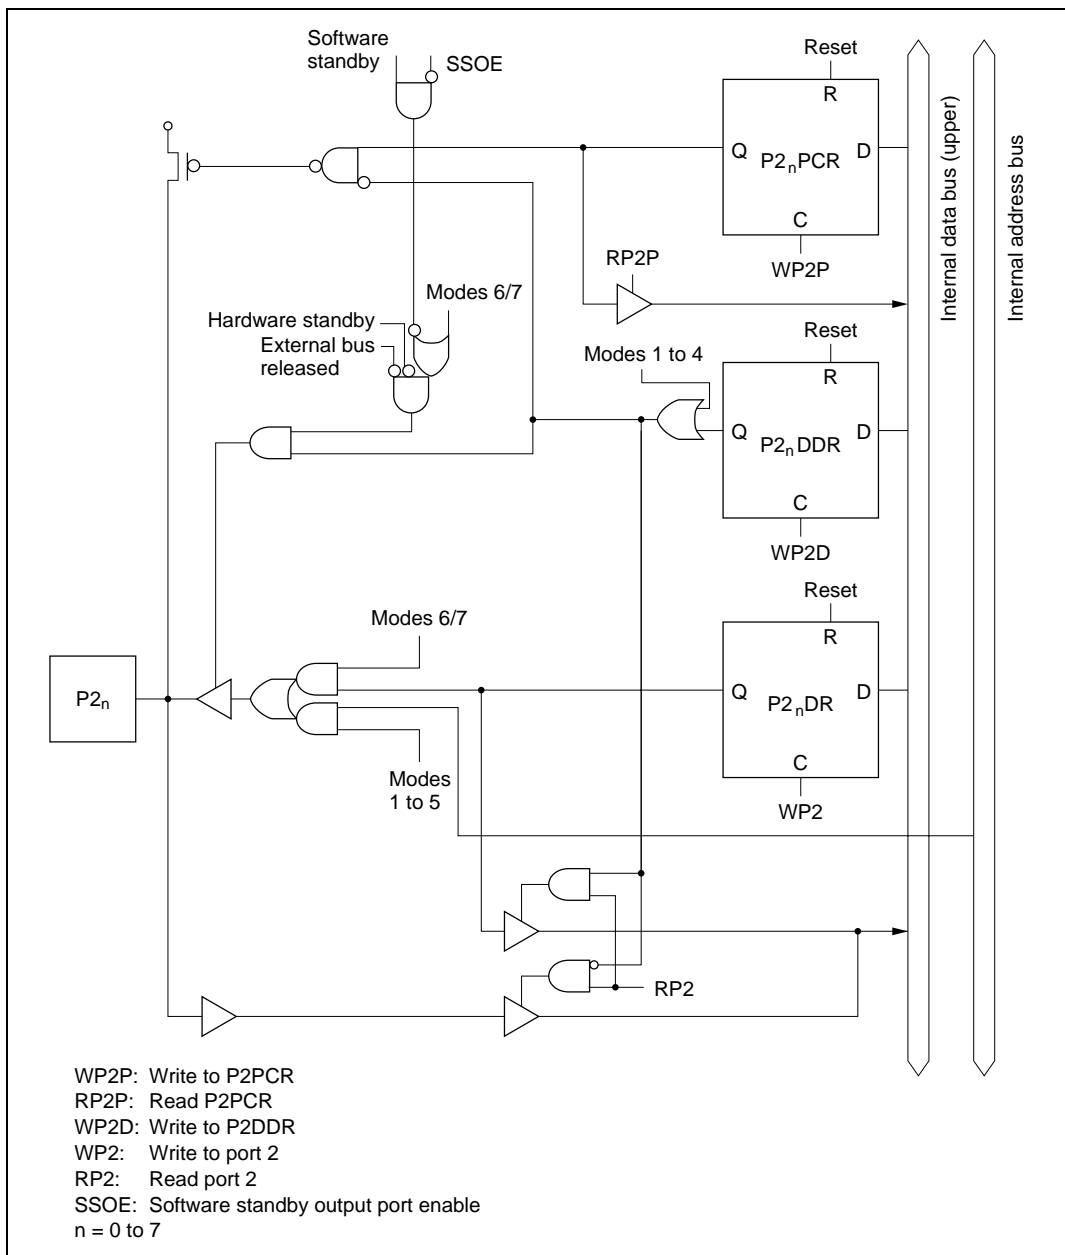 Software
standby
SSOE
Reset
R
Q
P2nPCR
D
C
WP2P
RP2P
Modes 6/7
Hardware standby
External bus
released
Modes 1 to 4
Reset
R
Q
P2nDDR
D
C
WP2D
Internal data bus (upper)
Internal address bus
Modes 6/7
Reset
R
P2n
Q
P2nDR
D
C
WP2
Modes
1 to 5
RP2
WP2P: Write to P2PCR
RP2P: Read P2PCR
WP2D: Write to P2DDR
WP2: Write to port 2
RP2: Read port 2
SSOE: Software standby output port enable
n = 0 to 7